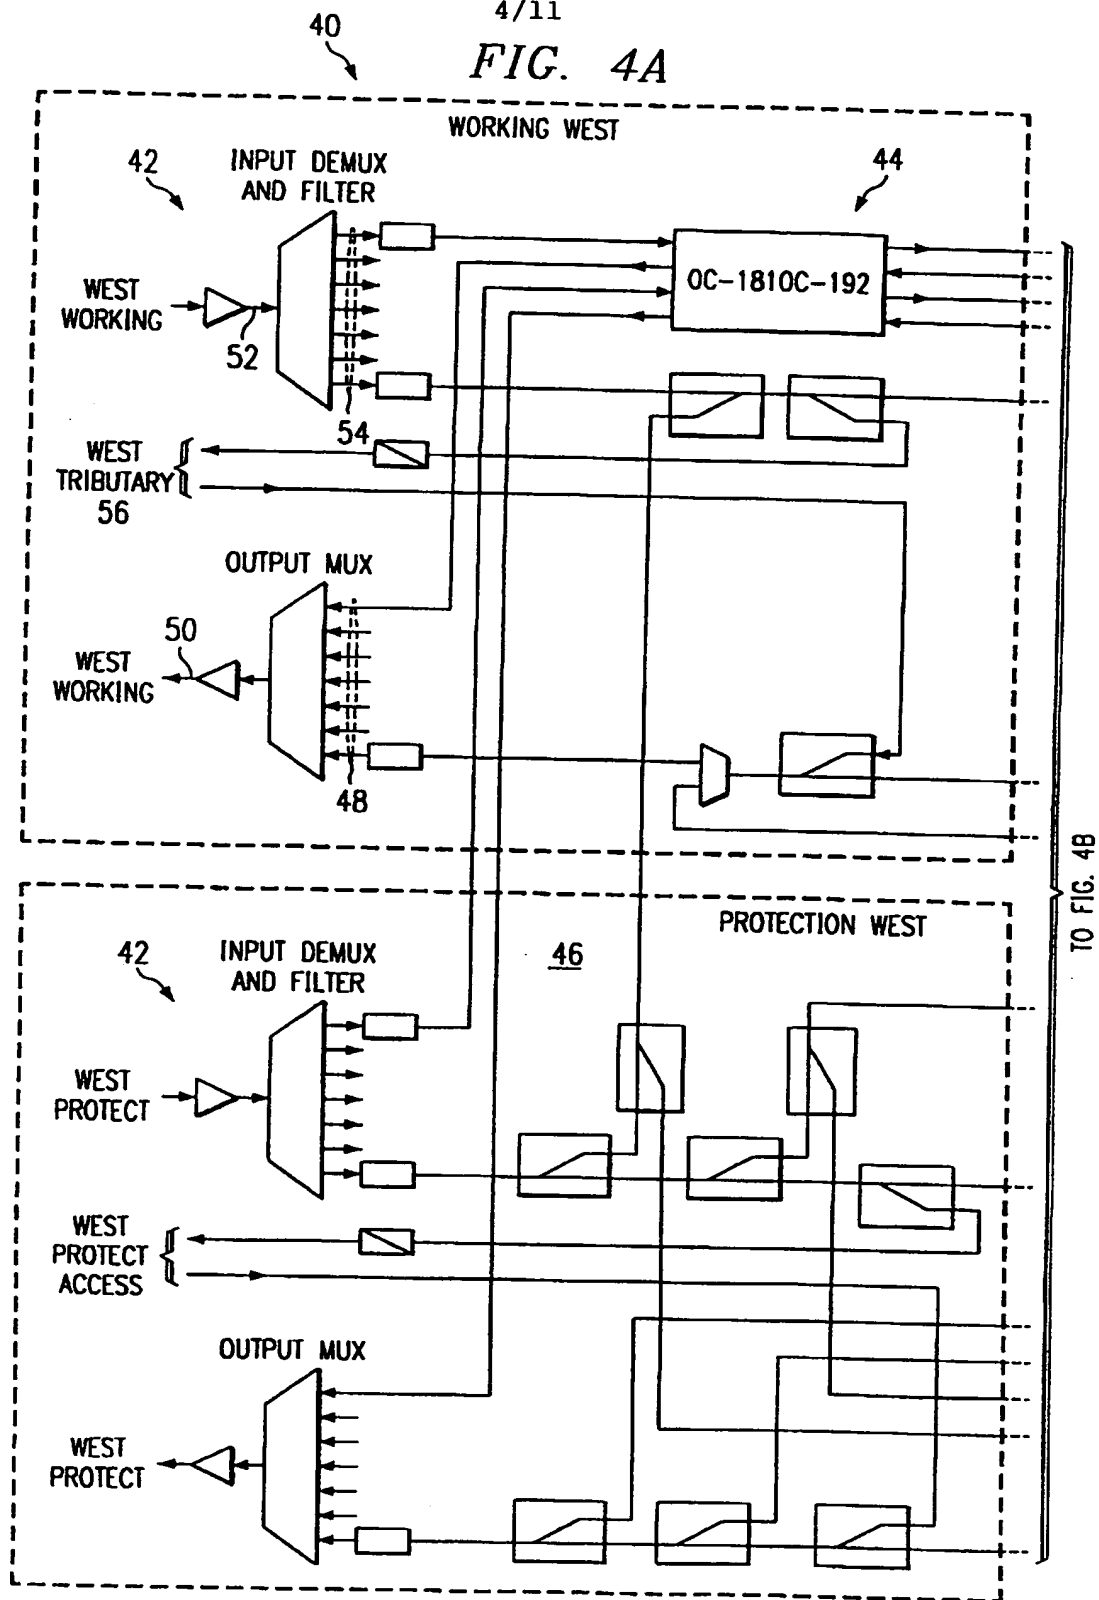 4/11
40
FIG. 4A
WORKING WEST
42
INPUT DEMUX
AND FILTER
44
WEST
WORKING
52
OC-1810C-192
54
WEST
TRIBUTARY
56
OUTPUT MUX
50
WEST
WORKING
48
TO FIG. 4B
PROTECTION WEST
42
INPUT DEMUX
AND FILTER
46
WEST
PROTECT
WEST
PROTECT
ACCESS
OUTPUT MUX
WEST
PROTECT